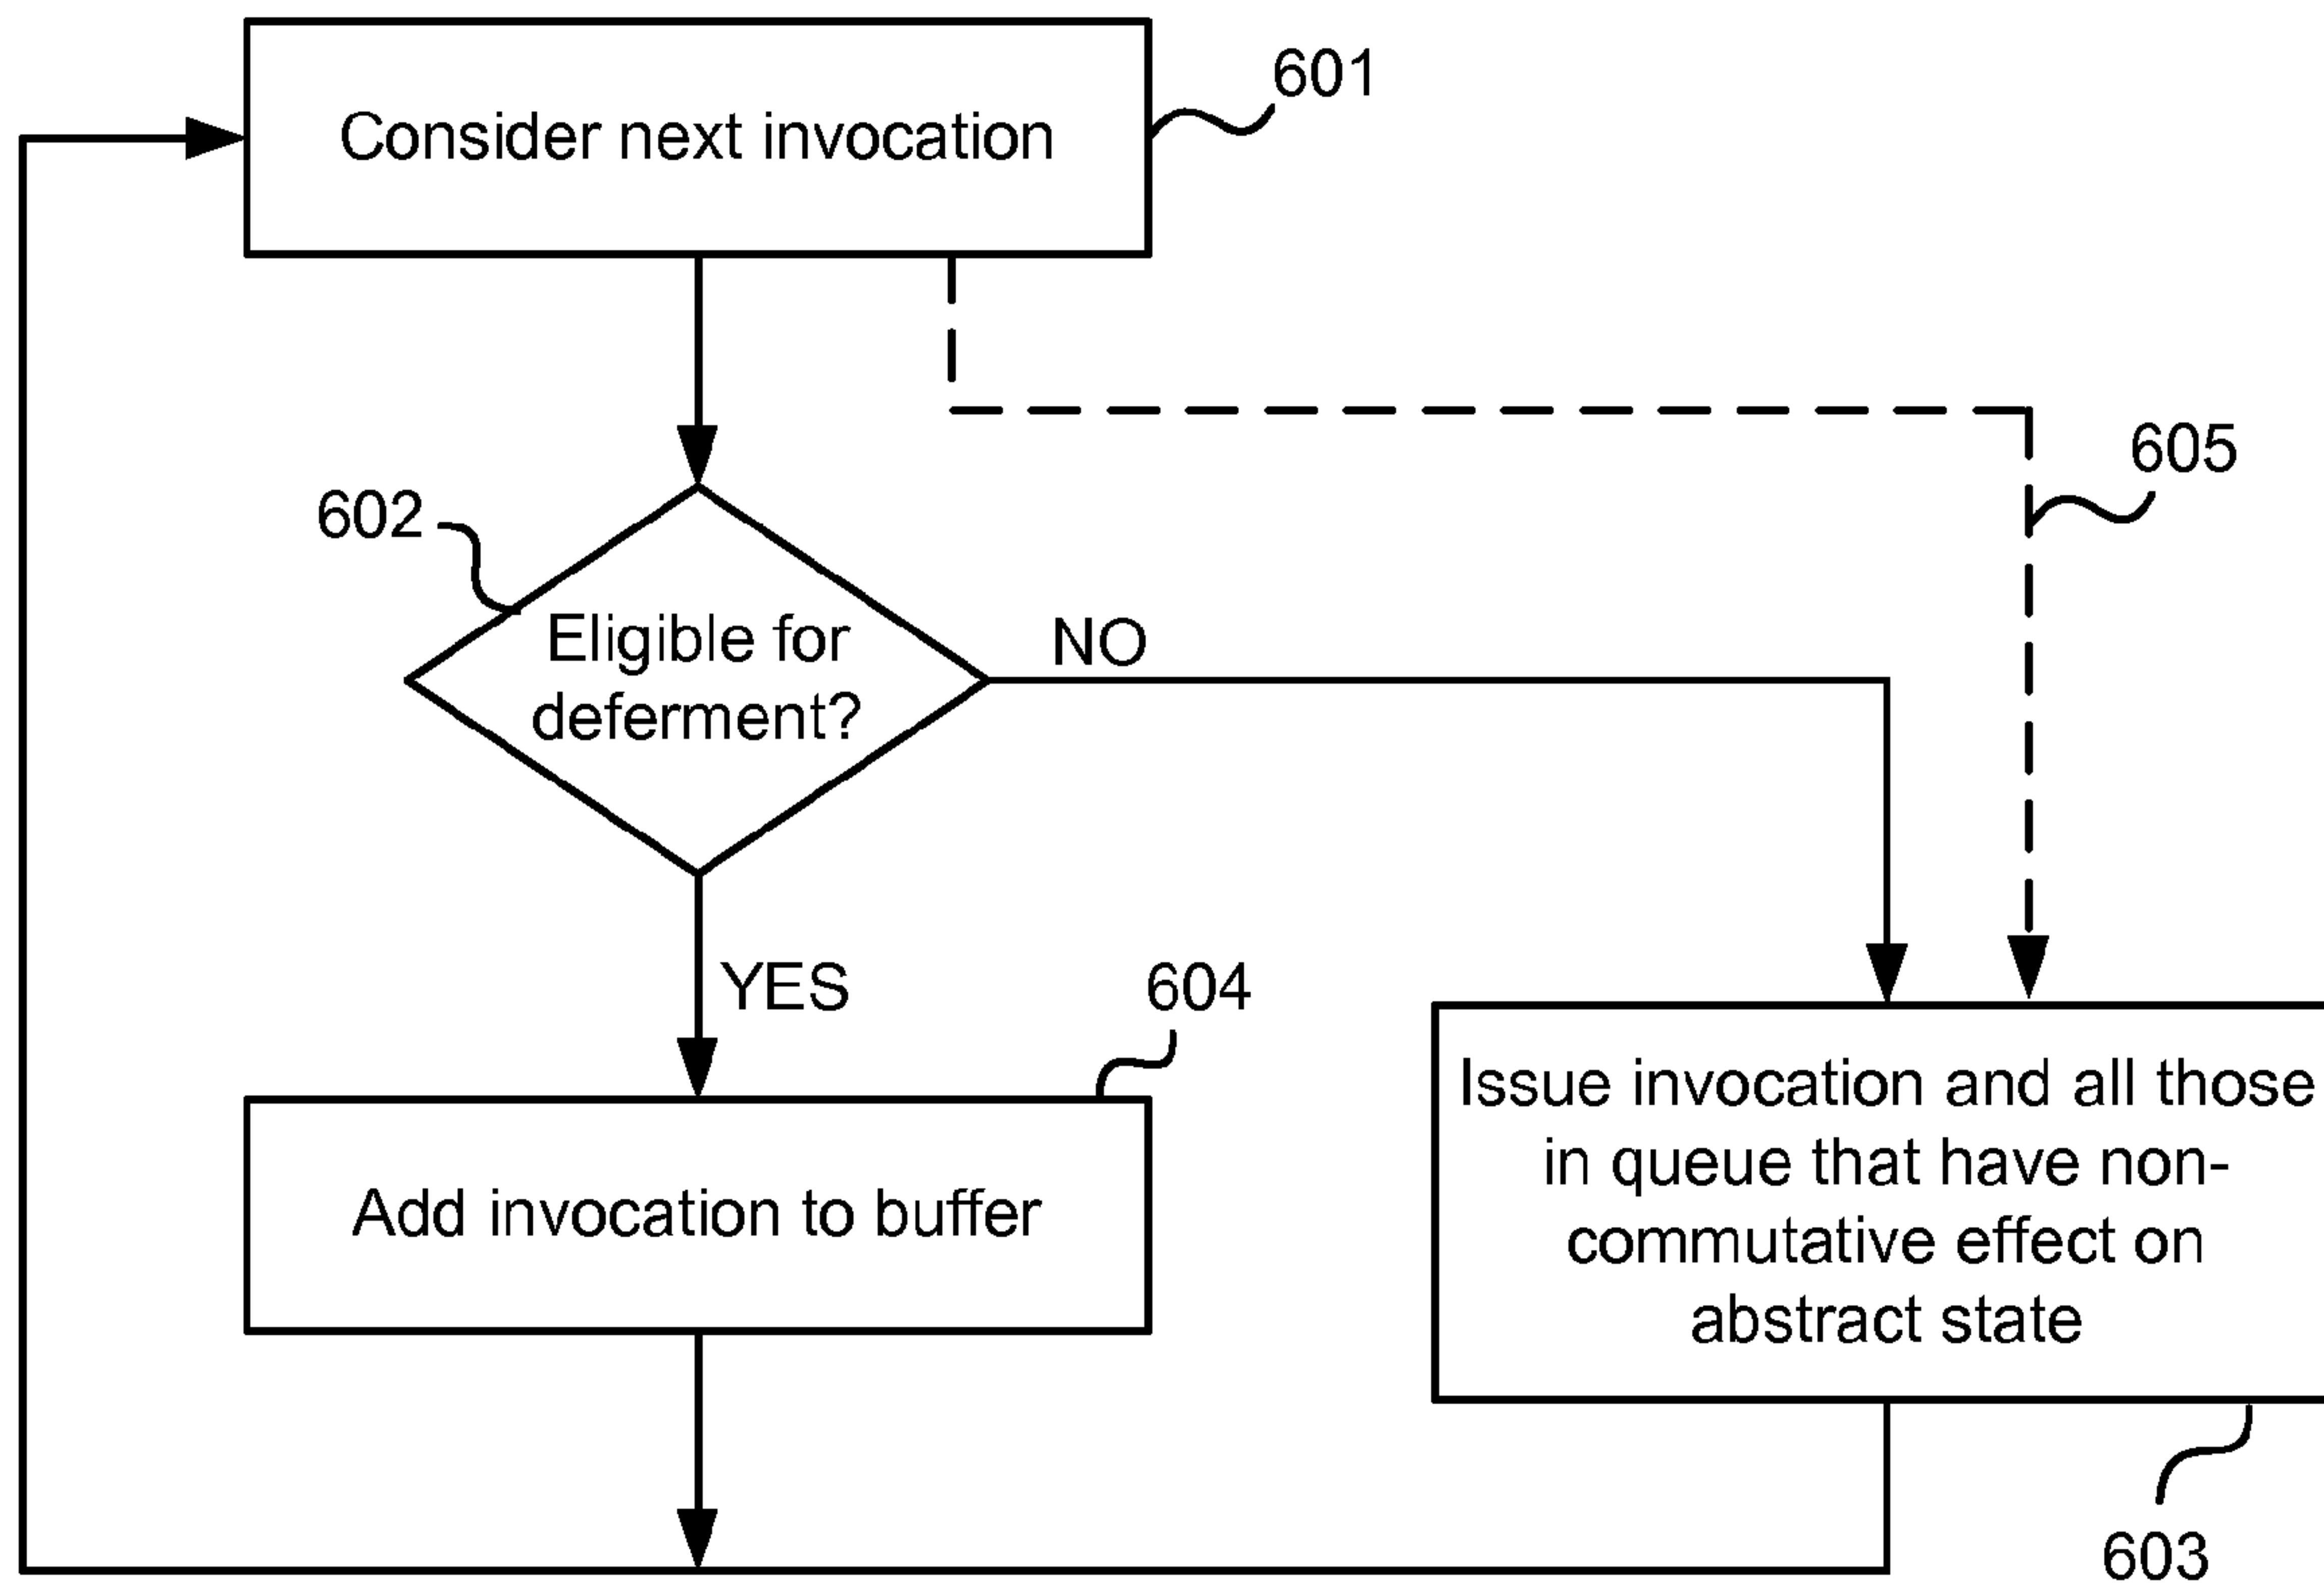 601
Consider next invocation
605
602
Eligible for
deferment?
NO
YES
604
Add invocation to buffer
Issue invocation and all those
in queue that have non-
commutative effect on
abstract state
603